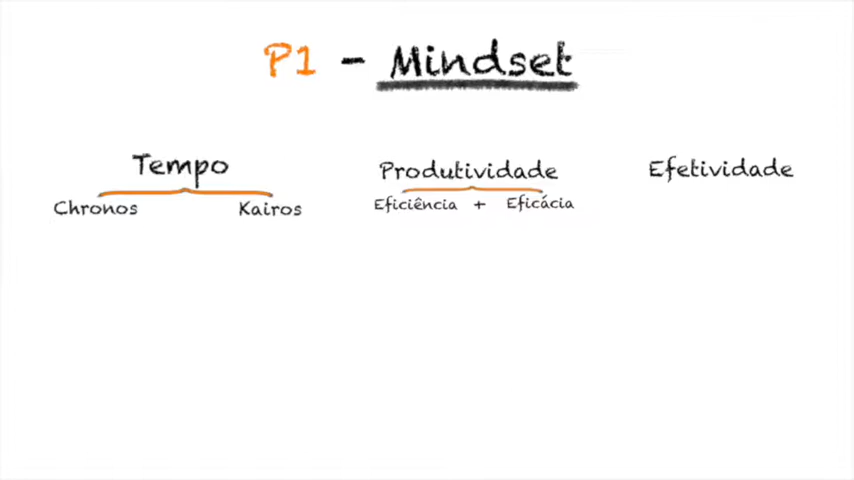 P1 - Mindset
Tempo
Produtividade
Efetividade
Chronos
Kairos
Eficiência + Eficácia